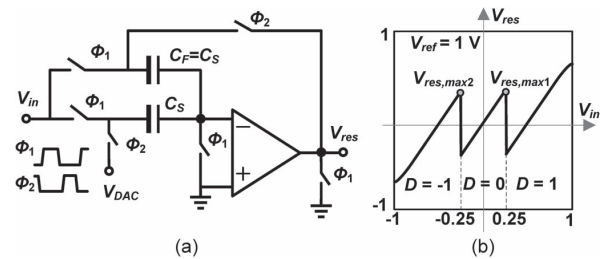 Φ2
Φ1
CF=CS
Vin
Φ1
CS
Φ2
Φ1
Vres
Φ1
Φ1
Φ2
VDAC
(a)
Vres
1
Vref = 1 V
Vres,max2
Vres,max1
Vin
D = -1
D = 0
D = 1
-1
-1
-0.25
0.25
1
(b)